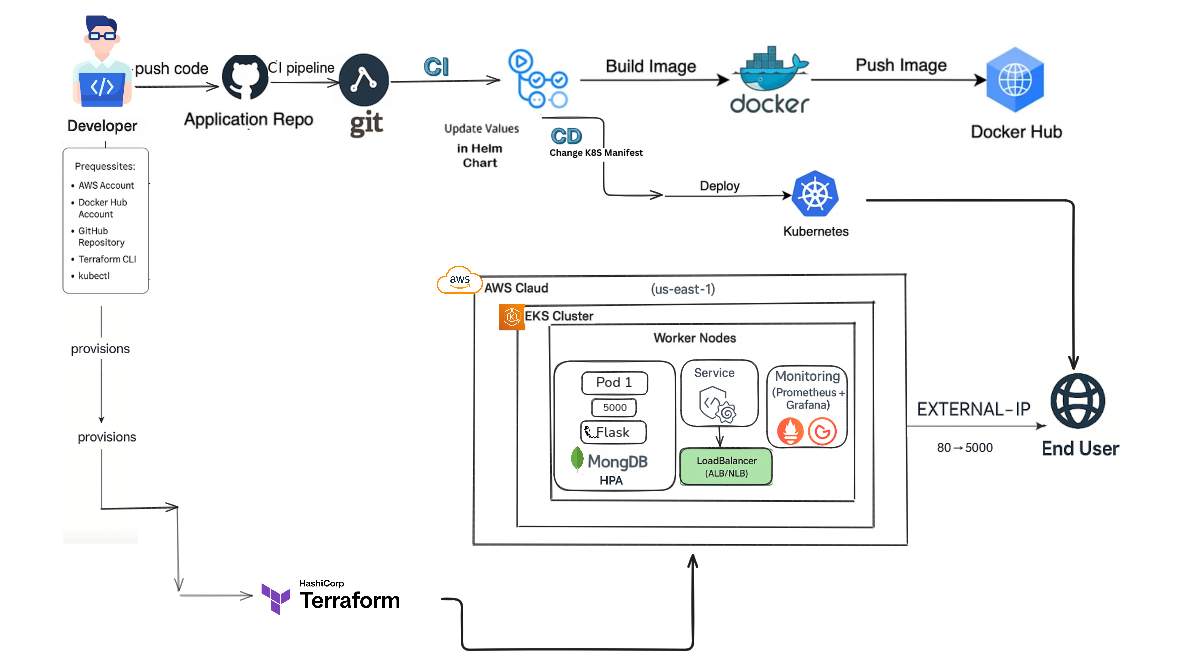 push code
CI pipeline
CI
Build Image
Push Image
Developer
Application Repo
git
docker
Docker Hub
Update Values
in Helm
Chart
CD
Change K8S Manifest
Deploy
Kubernetes
Prequessites:
• AWS Account
• Docker Hub
Account
• GitHub
Repository
• Terraform CLI
• kubectl
provisions
provisions
aws
AWS Claud
(us-east-1)
EKS Cluster
Worker Nodes
Pod 1
5000
Flask
MongDB
HPA
Service
LoadBalancer
(ALB/NLB)
Monitoring
(Prometheus +
Grafana)
EXTERNAL-IP
80→5000
End User
HashiCorp
Terraform